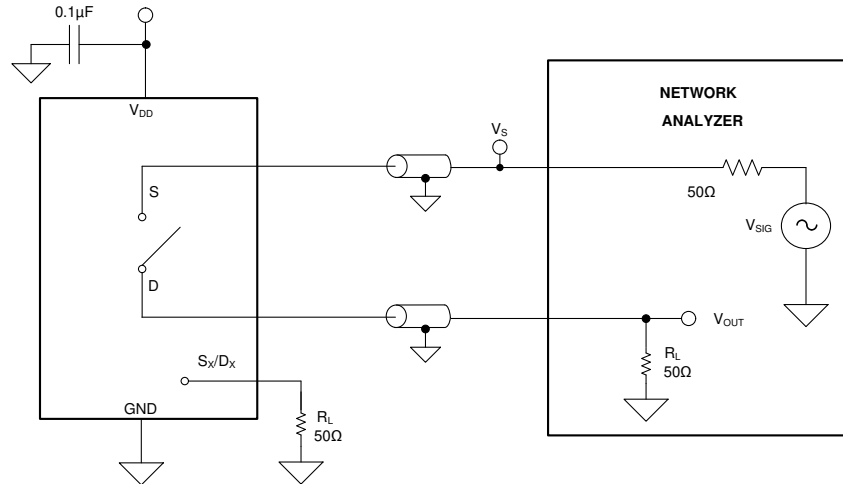 0.1µF
V_DD
S
D
S_X/D_X
GND
R_L
50Ω
V_S
NETWORK
ANALYZER
50Ω
V_SIG
V_OUT
R_L
50Ω